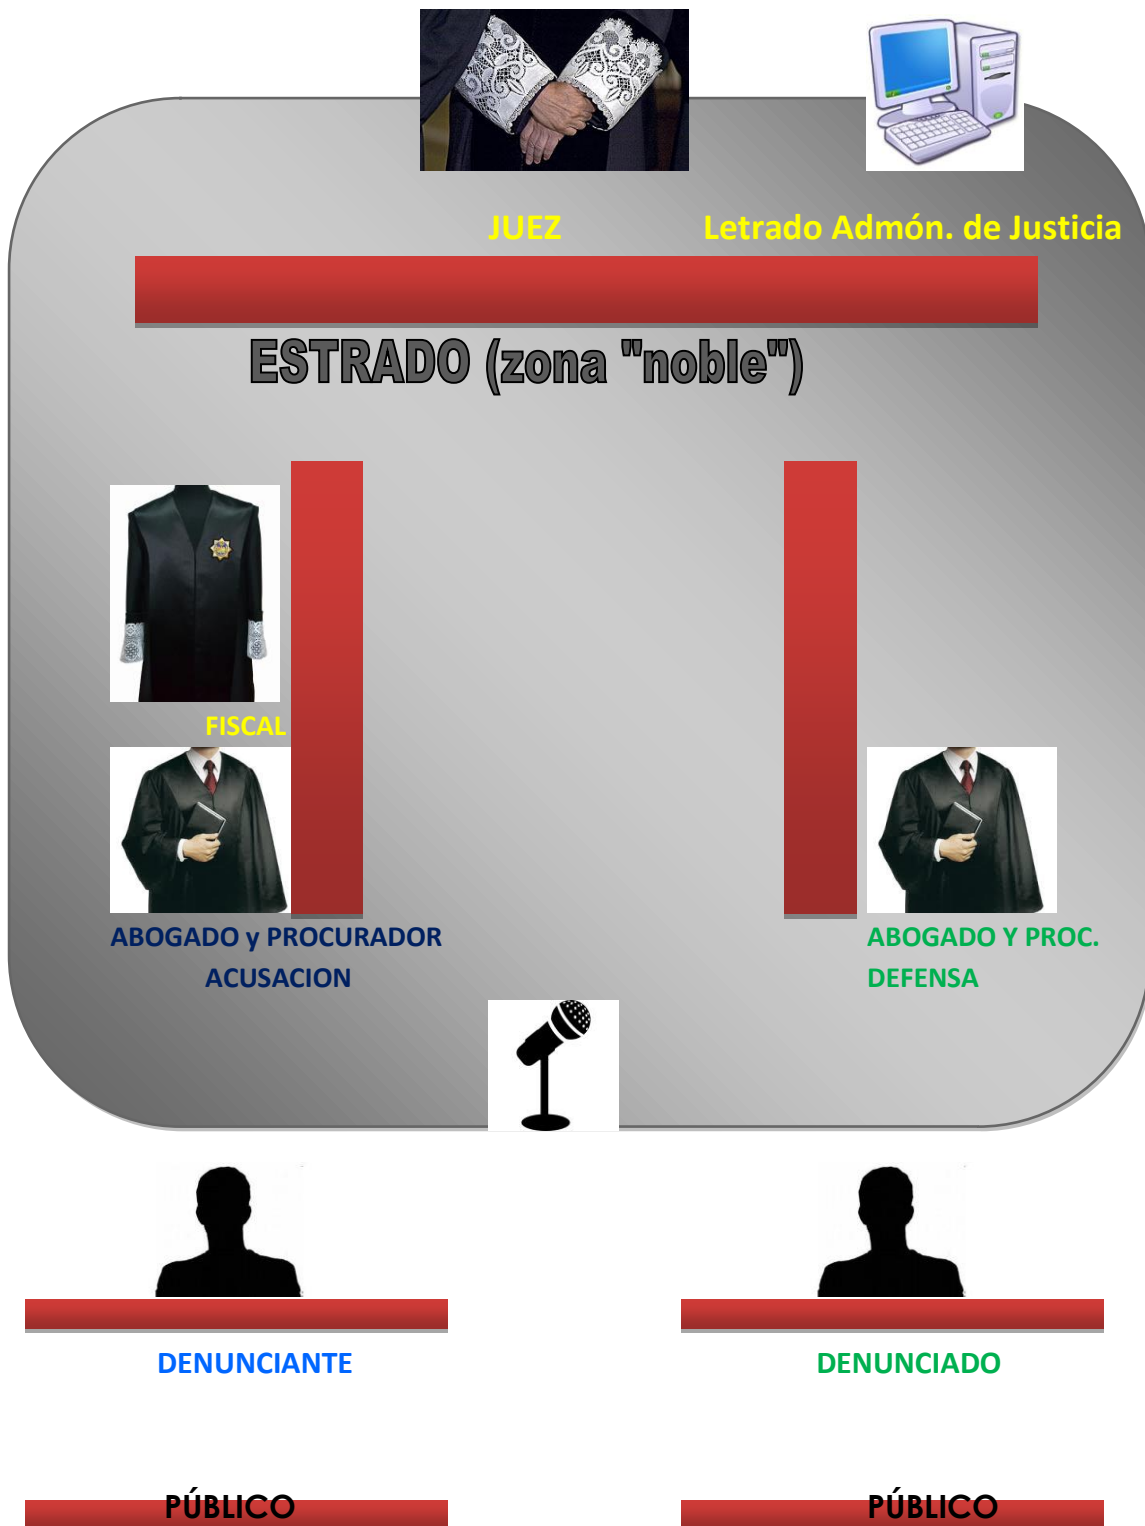 JUEZ
Letrado Admón. de Justicia
ESTRADO (zona "noble")
FISCAL
ABOGADO y PROCURADOR
ACUSACION
ABOGADO Y PROC.
DEFENSA
DENUNCIANTE
DENUNCIADO
PÚBLICO
PÚBLICO